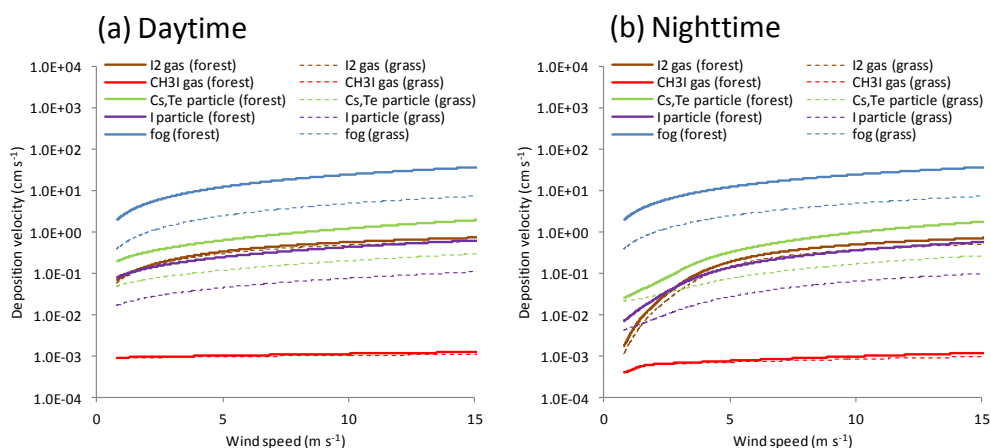 (a) Daytime
1.0E+04
1.0E+03
1.0E+02
1.0E+01
1.0E+00
1.0E-01
1.0E-02
1.0E-03
1.0E-04
Deposition velocity (cm s-1)
I2 gas (forest) I2 gas (grass)
CH3I gas (forest) CH3I gas (grass)
Cs,Te particle (forest) Cs,Te particle (grass)
I particle (forest) I particle (grass)
fog (forest) fog (grass)
0 5 10 15
Wind speed (m s-1)
(b) Nighttime
1.0E+04
1.0E+03
1.0E+02
1.0E+01
1.0E+00
1.0E-01
1.0E-02
1.0E-03
1.0E-04
Deposition velocity (cm s-1)
I2 gas (forest) I2 gas (grass)
CH3I gas (forest) CH3I gas (grass)
Cs,Te particle (forest) Cs,Te particle (grass)
I particle (forest) I particle (grass)
fog (forest) fog (grass)
0 5 10 15
Wind speed (m s-1)